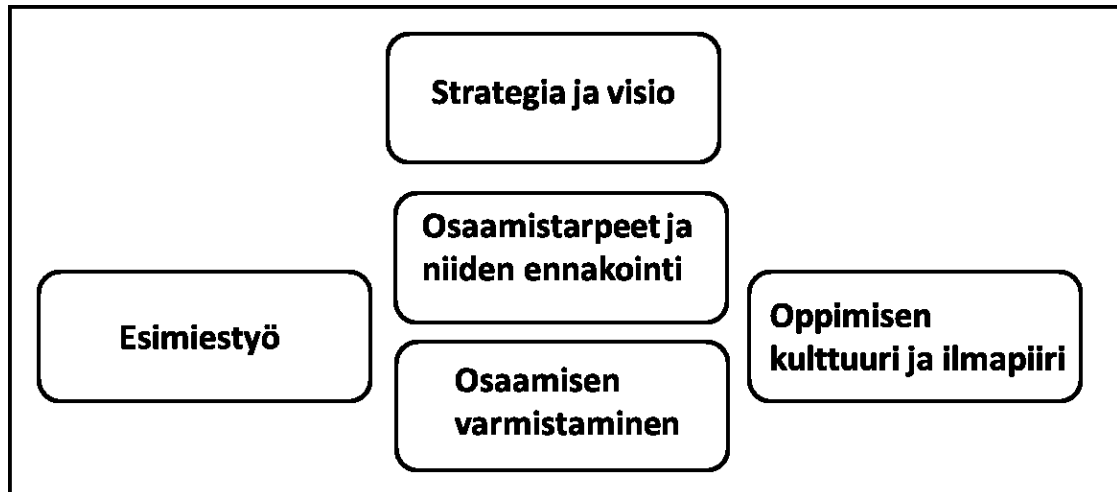 Strategia ja visio
Osaamistarpeet ja
niiden ennakointi
Esimiestyö
Oppimisen
kulttuuri ja ilmapiiri
Osaamisen
varmistaminen